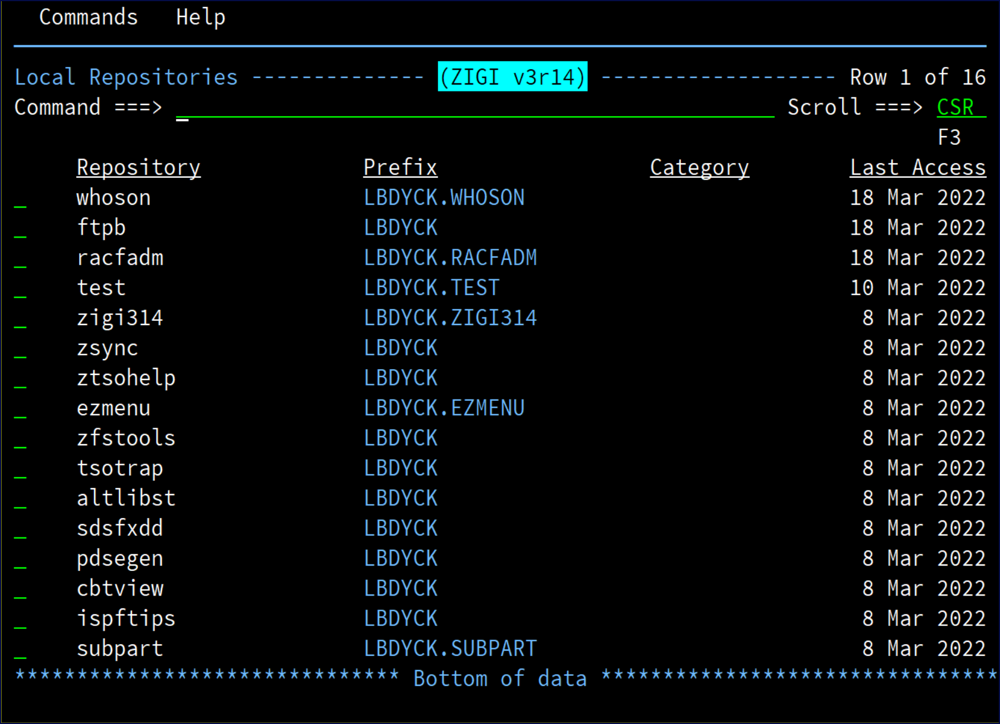 Commands Help
Local Repositories -------------- (ZIGI v3r14) ------------------- Row 1 of 16
Command ===> Scroll ===> CSR
F3
Repository Prefix Category Last Access
_ whoson LBDYCK.WHOSON 18 Mar 2022
_ ftpb LBDYCK 18 Mar 2022
_ racfadm LBDYCK.RACFADM 18 Mar 2022
_ test LBDYCK.TEST 10 Mar 2022
_ zigi314 LBDYCK.ZIGI314 8 Mar 2022
_ zsync LBDYCK 8 Mar 2022
_ ztsohelp LBDYCK 8 Mar 2022
_ ezmenu LBDYCK.EZMENU 8 Mar 2022
_ zfstools LBDYCK 8 Mar 2022
_ tsotrap LBDYCK 8 Mar 2022
_ altlibst LBDYCK 8 Mar 2022
_ sdsfxdd LBDYCK 8 Mar 2022
_ pdsegen LBDYCK 8 Mar 2022
_ cbtview LBDYCK 8 Mar 2022
_ ispftips LBDYCK 8 Mar 2022
_ subpart LBDYCK.SUBPART 8 Mar 2022
******************************* Bottom of data ********************************